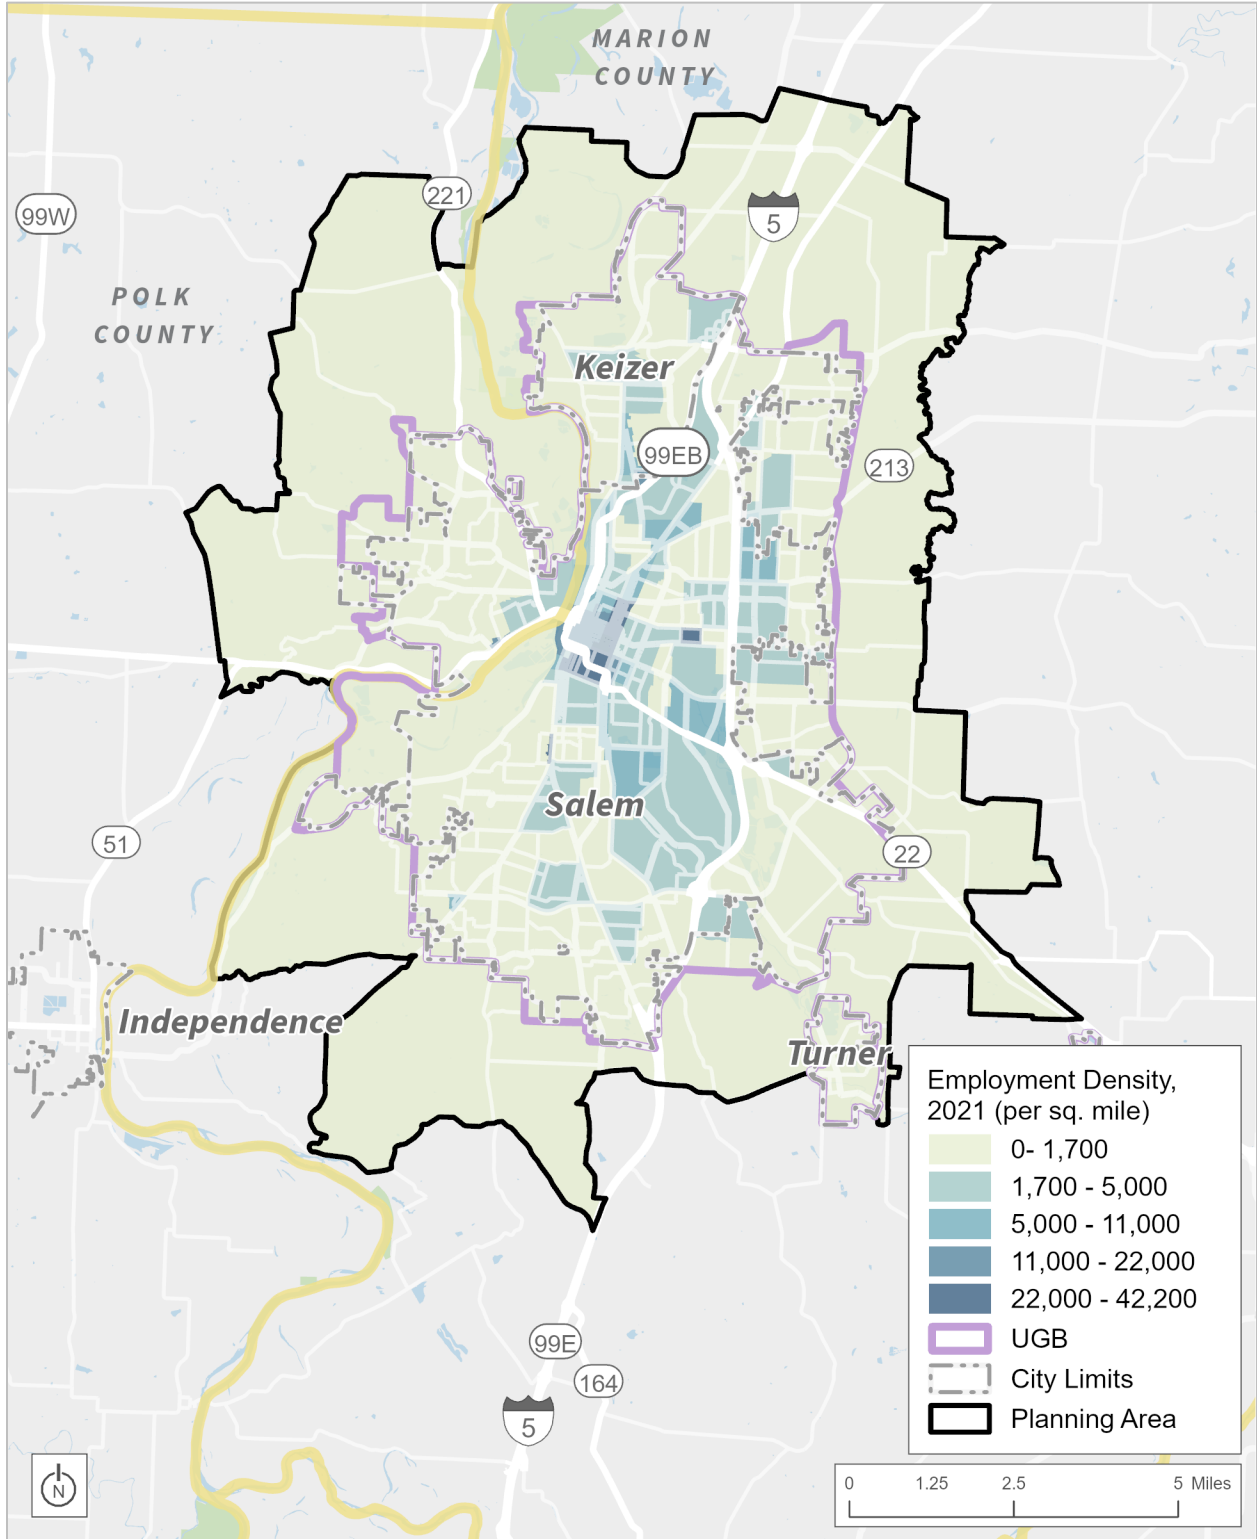 MARION
COUNTY
221
99W
5
POLK
COUNTY
Keizer
99EB
213
Salem
51
22
Independence
Turner
Employment Density,
2021 (per sq. mile)
0- 1,700
1,700 - 5,000
5,000 - 11,000
11,000 - 22,000
22,000 - 42,200
UGB
City Limits
Planning Area
99E
164
5
N
0 1.25 2.5 5 Miles